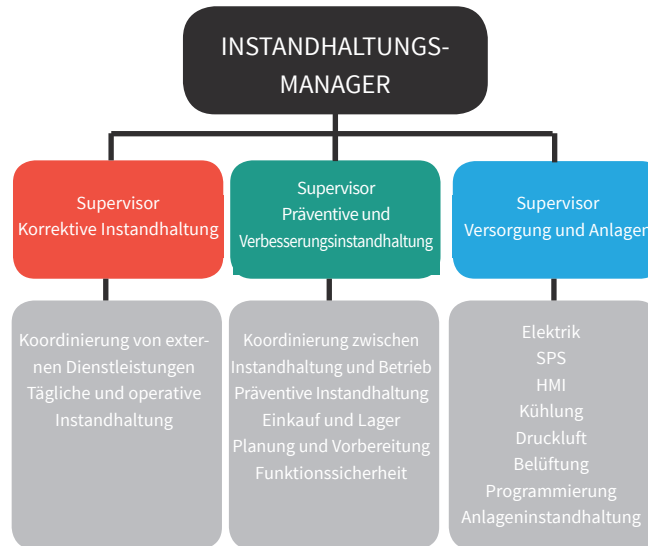 INSTANDHALTUNGS-
MANAGER
Supervisor
Korrektive Instandhaltung
Supervisor
Präventive und
Verbesserungsinstandhaltung
Supervisor
Versorgung und Anlagen
Koordinierung von exter-
nen Dienstleistungen
Tägliche und operative
Instandhaltung
Koordinierung zwischen
Instandhaltung und Betrieb
Präventive Instandhaltung
Einkauf und Lager
Planung und Vorbereitung
Funktionssicherheit
Elektrik
SPS
HMI
Kühlung
Druckluft
Belüftung
Programmierung
Anlageninstandhaltung